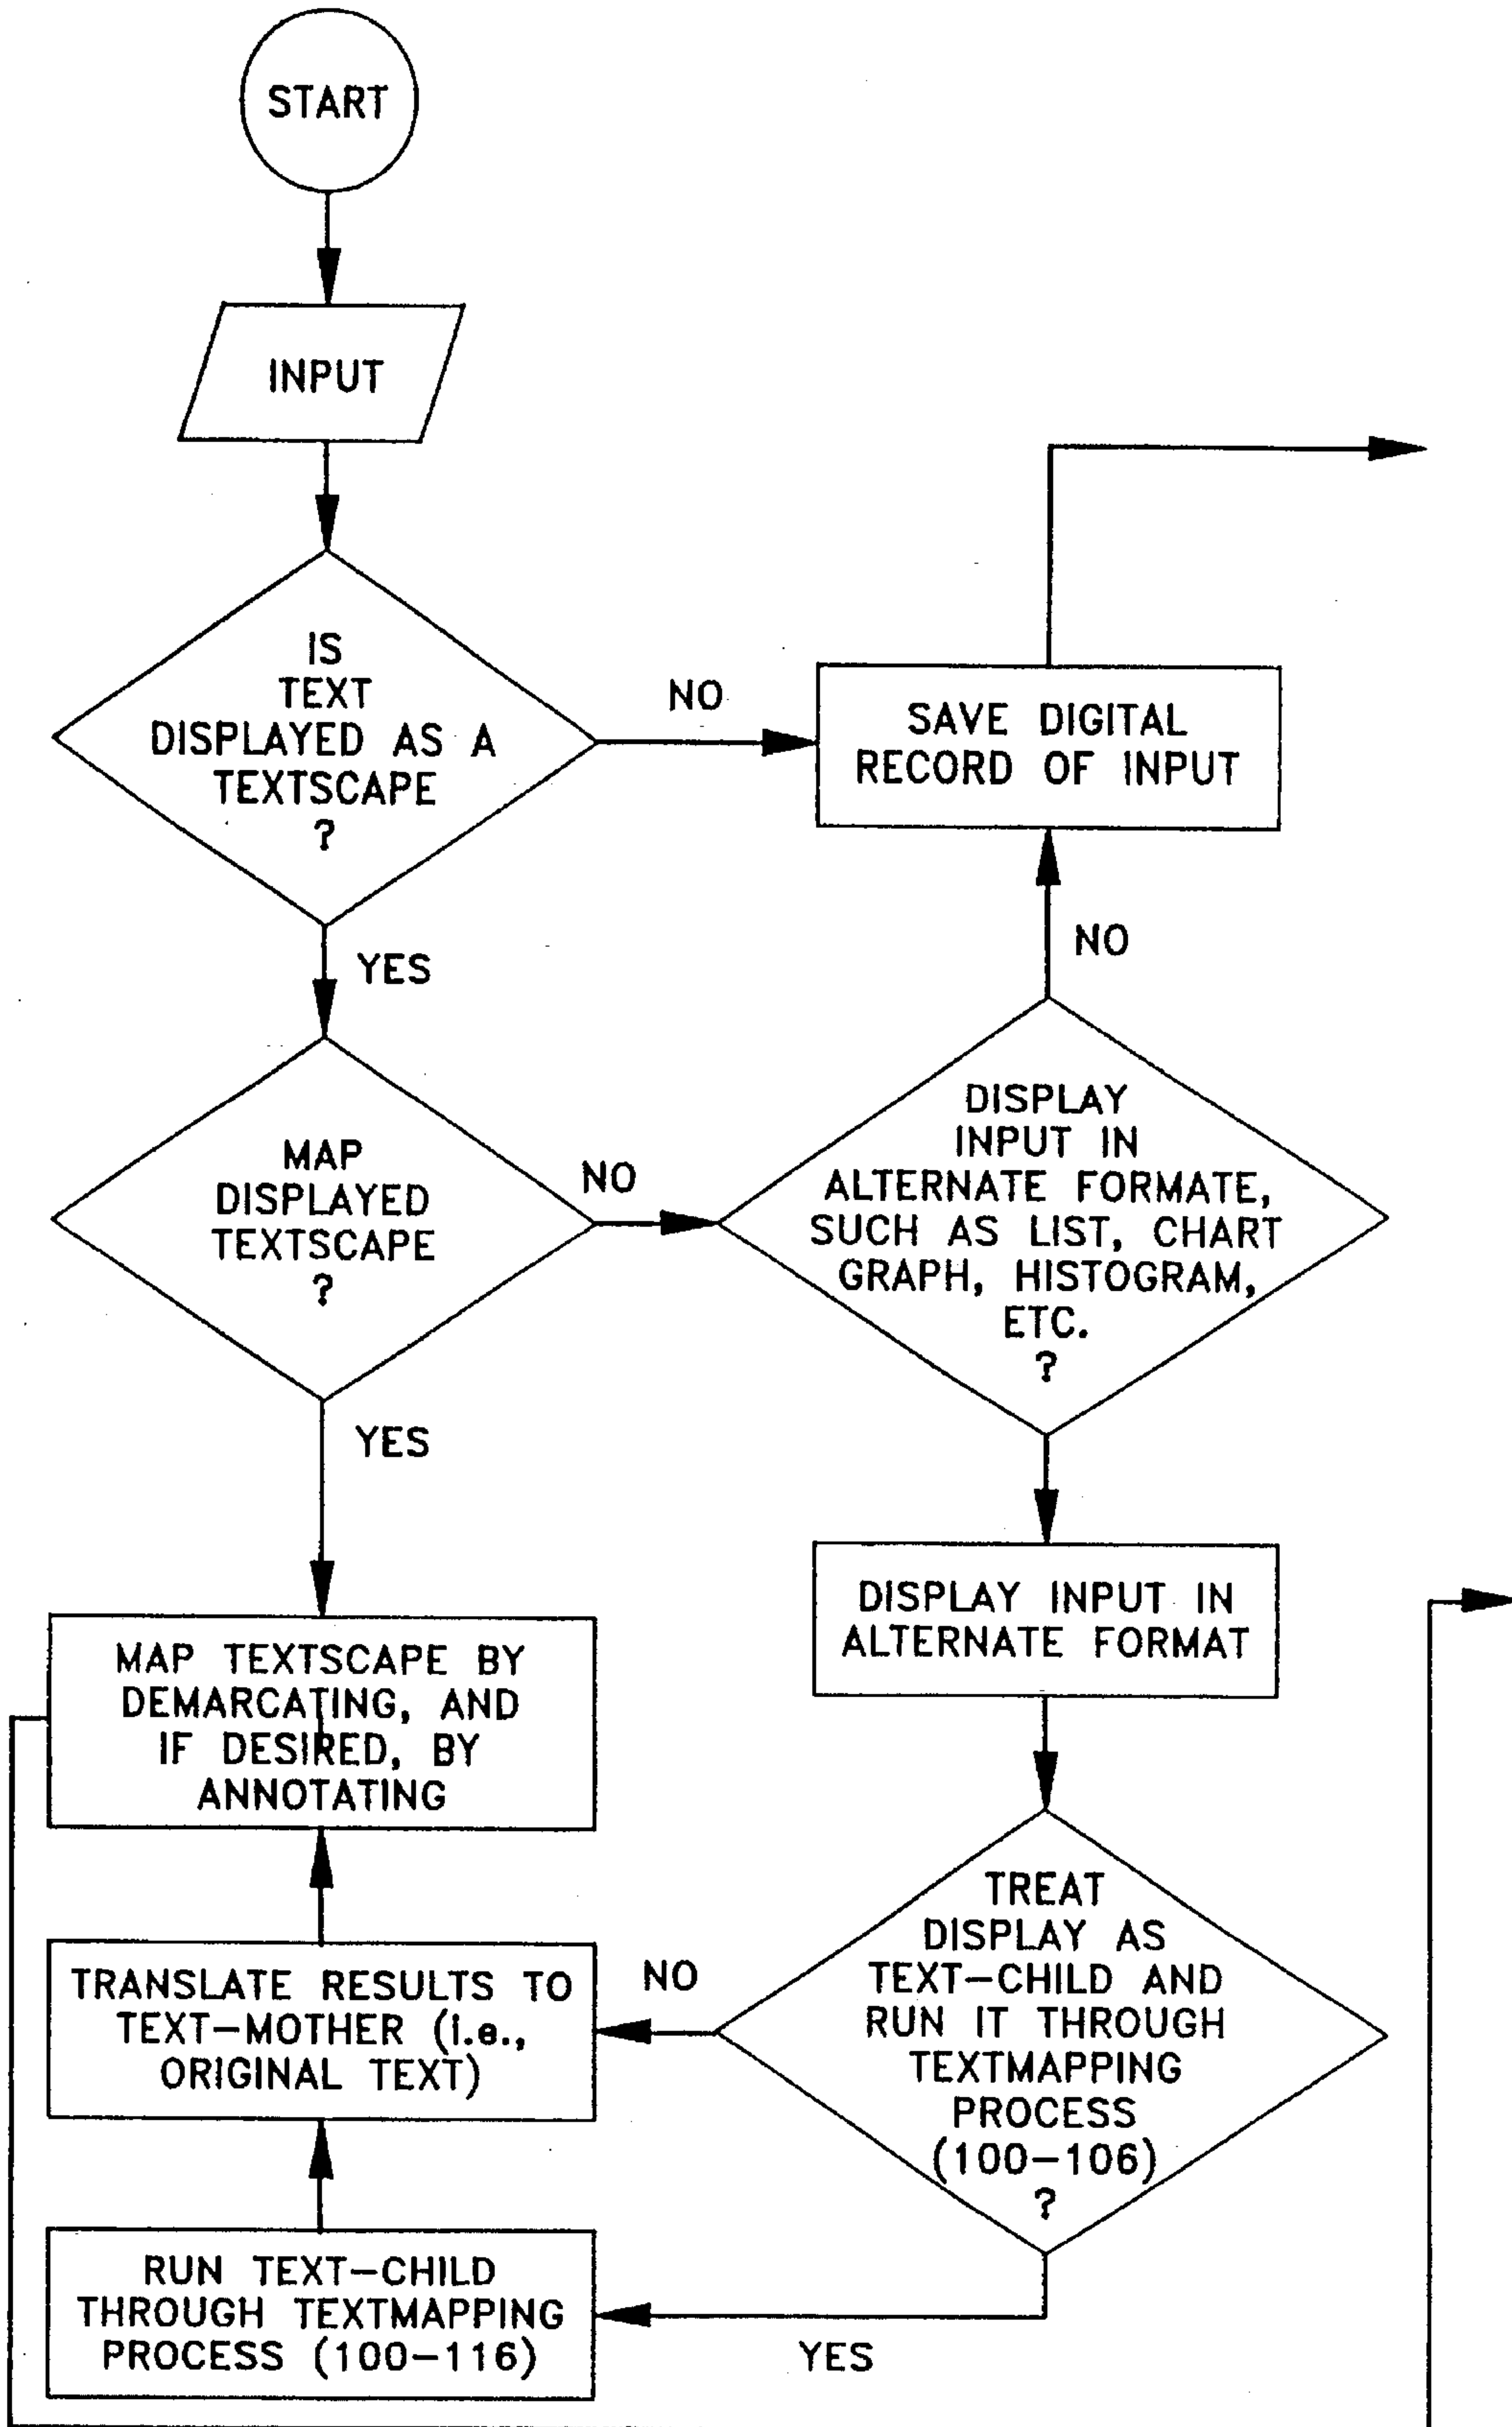 START
INPUT
IS
TEXT
DISPLAYED AS A
TEXTSCAPE
?
NO
SAVE DIGITAL
RECORD OF INPUT
YES
NO
MAP
DISPLAYED
TEXTSCAPE
?
NO
DISPLAY
INPUT IN
ALTERNATE FORMATE,
SUCH AS LIST, CHART
GRAPH, HISTOGRAM,
ETC.
?
YES
DISPLAY INPUT IN
ALTERNATE FORMAT
MAP TEXTSCAPE BY
DEMARCATING, AND
IF DESIRED, BY
ANNOTATING
TREAT
DISPLAY AS
TEXT-CHILD AND
RUN IT THROUGH
TEXTMAPPING
PROCESS
(100-106)
?
NO
TRANSLATE RESULTS TO
TEXT-MOTHER (i.e.,
ORIGINAL TEXT)
RUN TEXT-CHILD
THROUGH TEXTMAPPING
PROCESS (100-116)
YES